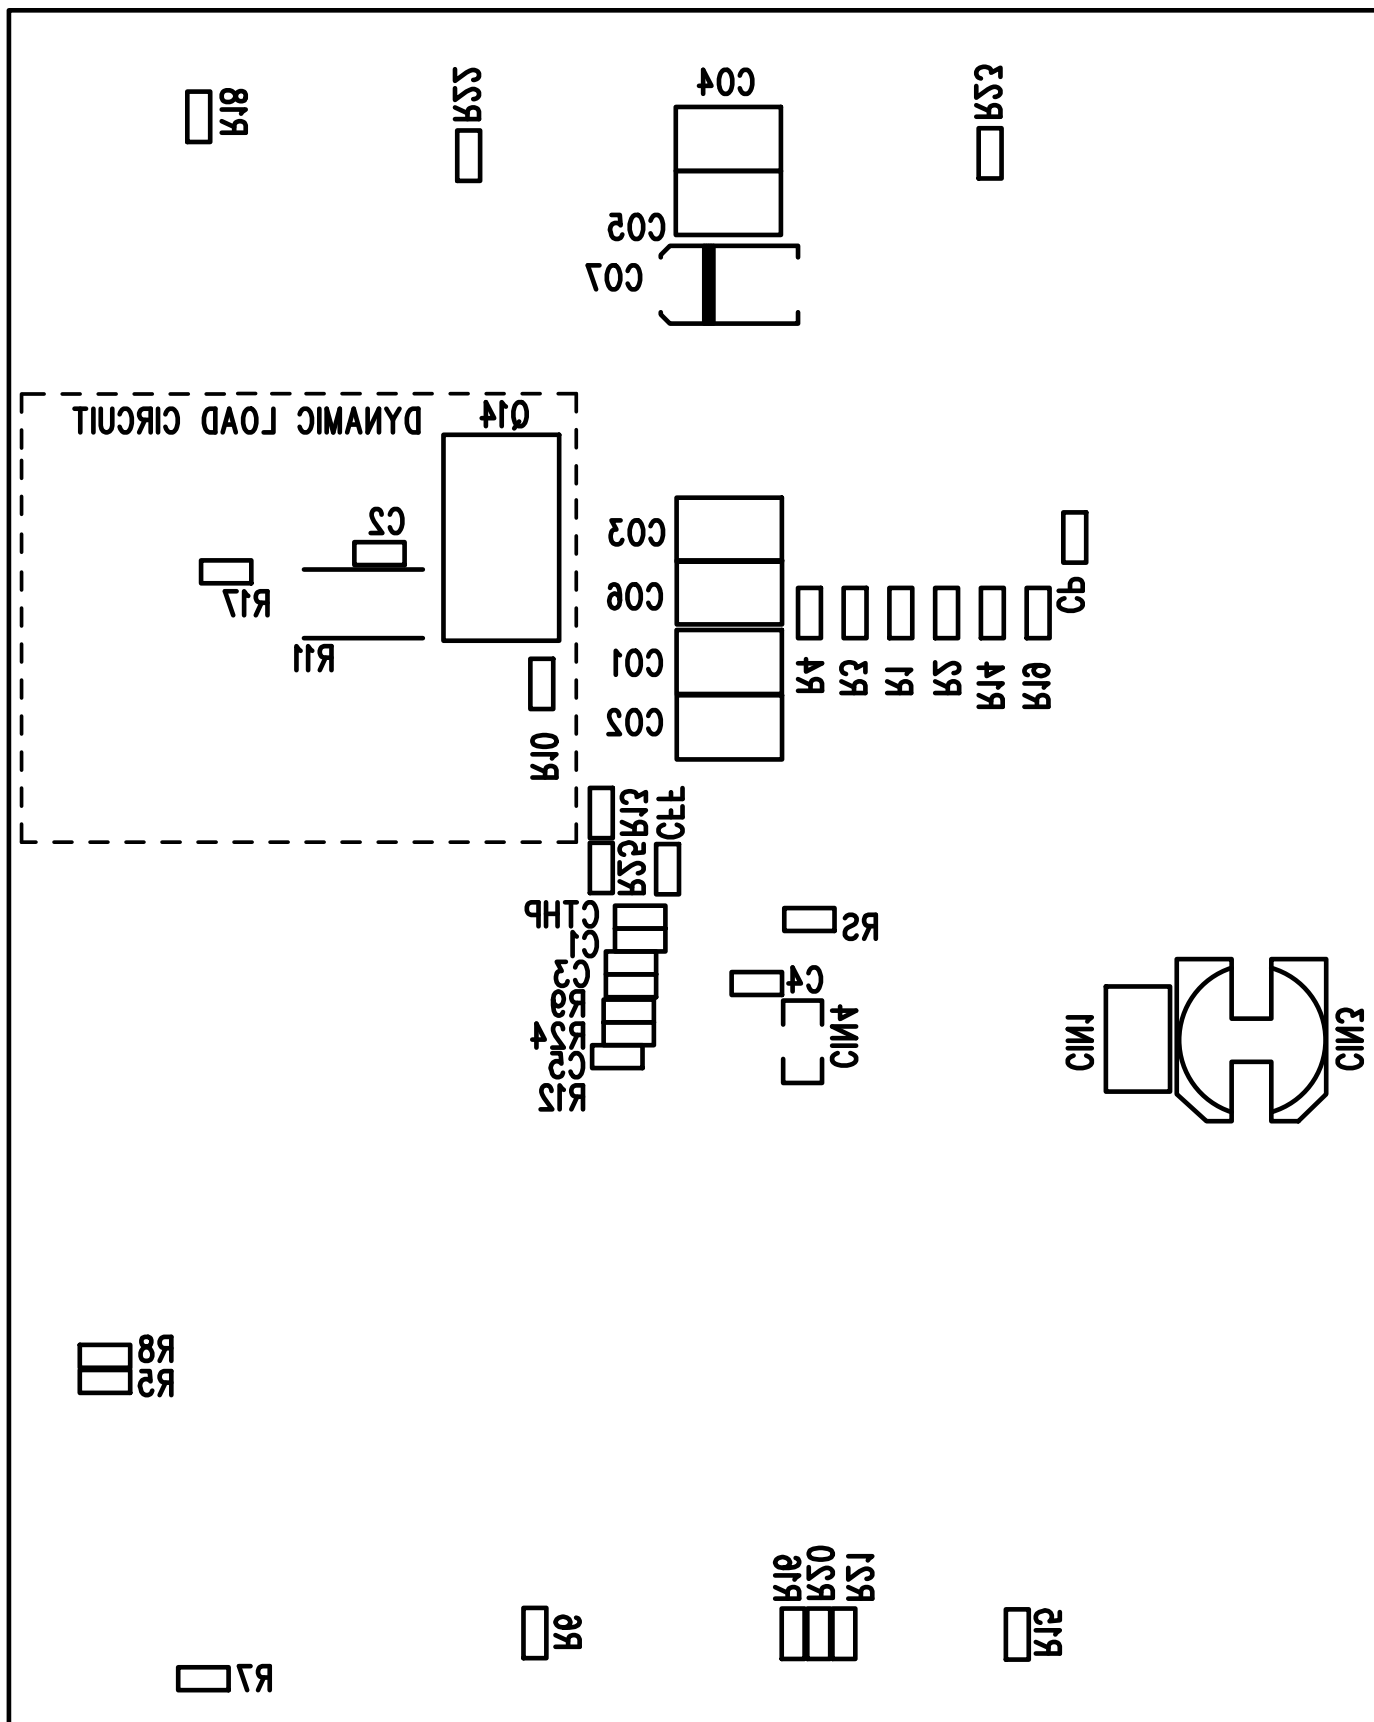 CO4
R18
R22
R23
CO5
CO7
DYNAMIC LOAD CIRCUIT
Q14
C2
CO3
R17
CO6
CP
R11
CO1
R4
R3
R1
R2
R14
R19
CO2
R10
R13
CFF
R25
CTHP
RS
C1
C3
C4
R9
R24
CIN4
CIN1
CIN3
C5
R12
R8
R5
R16
R20
R21
R6
R15
R7